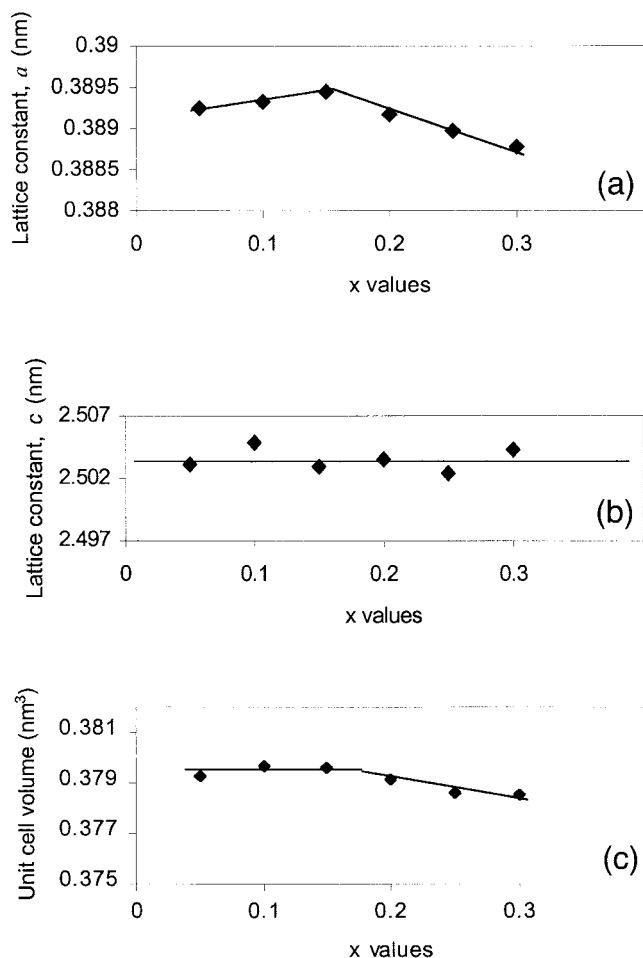 Lattice constant, a (nm)
0.39
0.3895
0.389
0.3885
0.388
0
0.1
0.2
0.3
(a)
x values
Lattice constant, c (nm)
2.507
2.502
2.497
0
0.1
0.2
0.3
(b)
x values
Unit cell volume (nm³)
0.381
0.379
0.377
0.375
0
0.1
0.2
0.3
(c)
x values